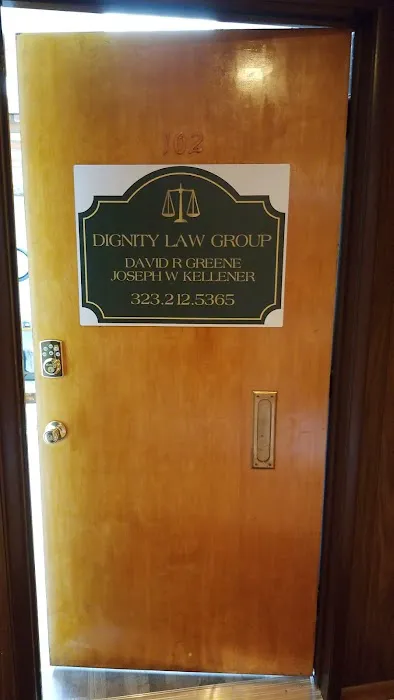 102
DIGNITY LAW GROUP
DAVID R GREENE
JOSEPH W KELLENER
323.212.5365